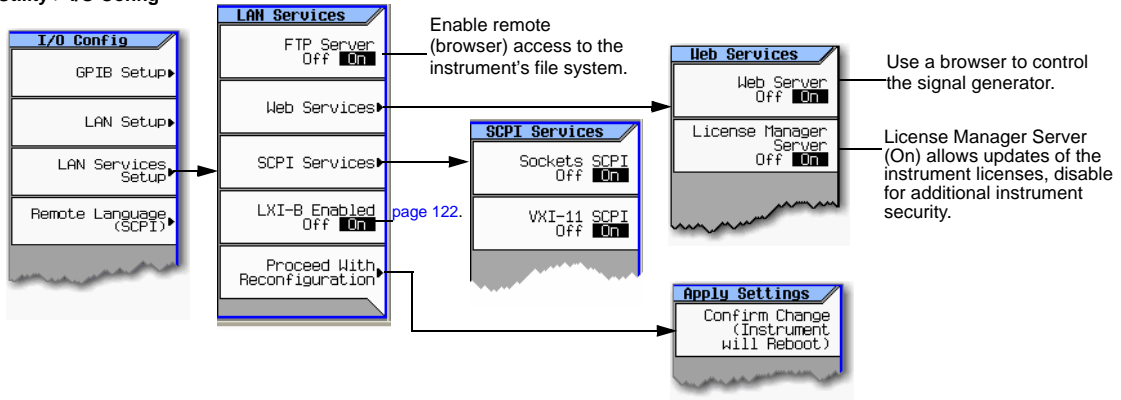 I/O Config
GPIB Setup
LAN Setup
LAN Services
Setup
Remote Language
(SCPI)
LAN Services
FTP Server
Off On
Web Services
SCPI Services
LXI-B Enabled
Off On
Proceed With
Reconfiguration
Enable remote
(browser) access to the
instrument's file system.
page 122.
SCPI Services
Sockets SCPI
Off On
VXI-11 SCPI
Off On
Web Services
Web Server
Off On
License Manager
Server
Off On
Use a browser to control
the signal generator.
License Manager Server
(On) allows updates of the
instrument licenses, disable
for additional instrument
security.
Apply Settings
Confirm Change
(Instrument
will Reboot)